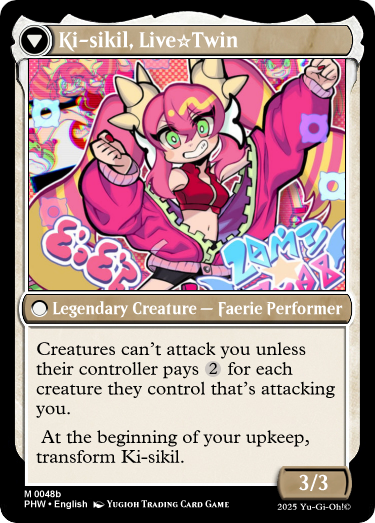 Ki-sikil, Live☆Twin
Legendary Creature — Faerie Performer
Creatures can't attack you unless
their controller pays 2 for each
creature they control that's attacking
you.
At the beginning of your upkeep,
transform Ki-sikil.
3/3
M 0048b
PHW • English Yugioh Trading Card Game
2025 Yu-Gi-Oh!©